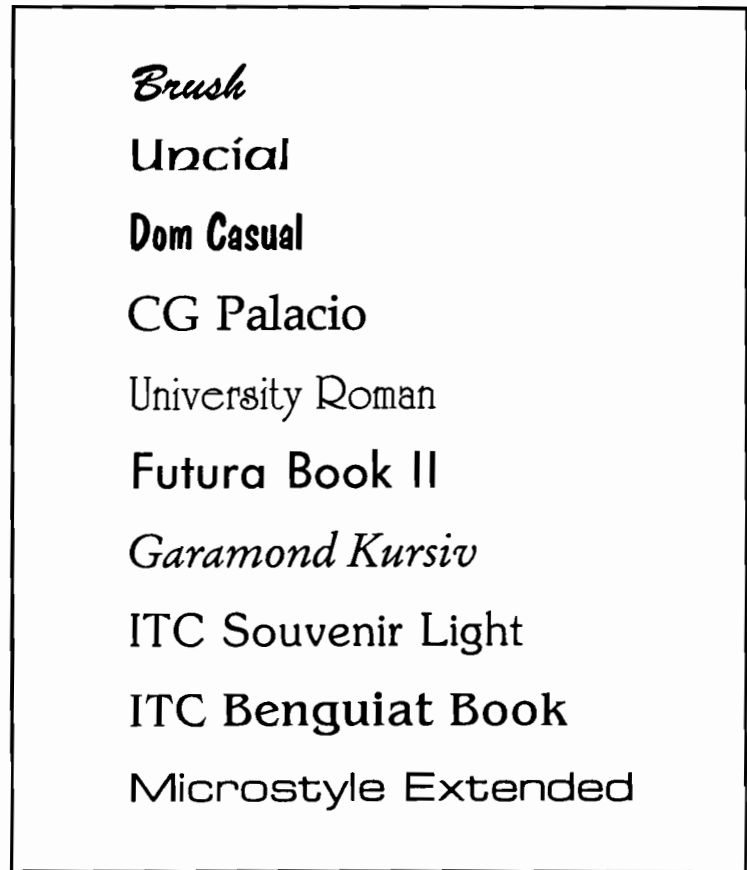 Brush
Uncial
Dom Casual
CG Palacio
University Roman
Futura Book II
Garamond Kursiv
ITC Souvenir Light
ITC Benguiat Book
Microstyle Extended